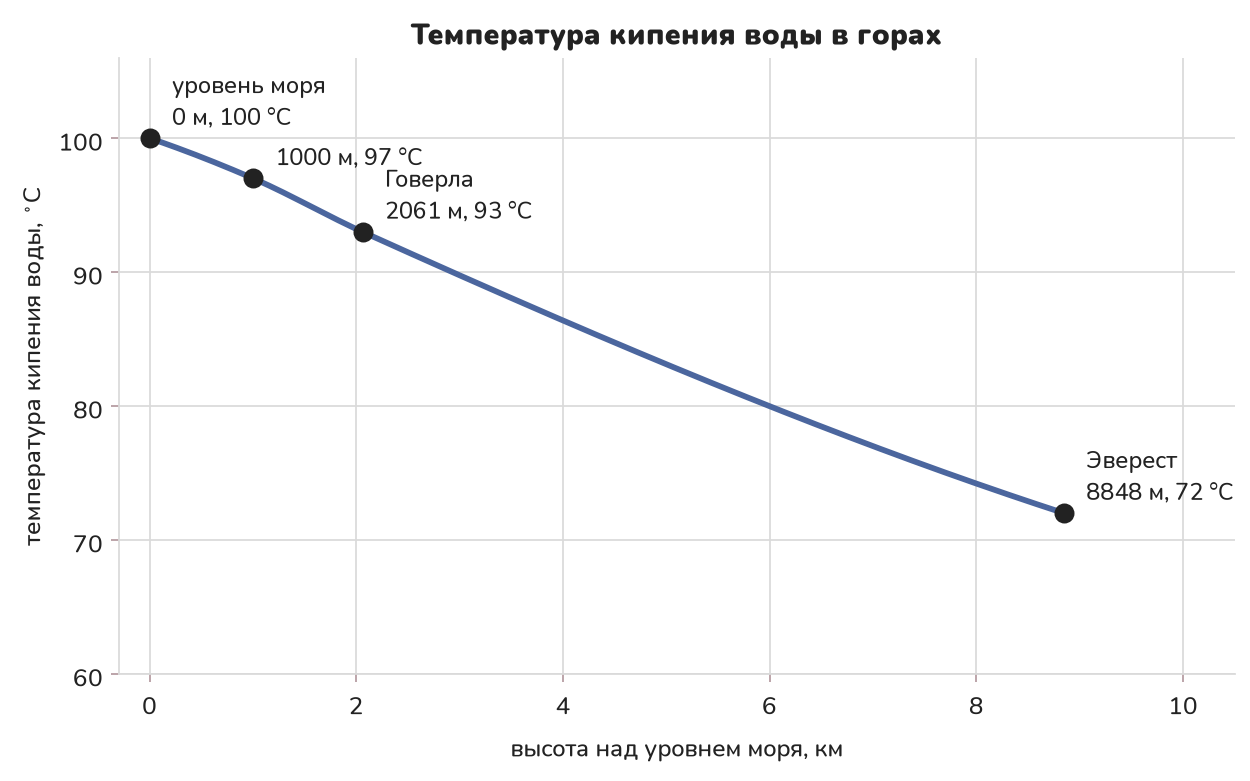 Температура кипения воды в горах
уровень моря
0 м, 100 °C
1000 м, 97 °C
Говерла
2061 м, 93 °C
Эверест
8848 м, 72 °C
температура кипения воды, °C
100
90
80
70
60
0 2 4 6 8 10
высота над уровнем моря, км